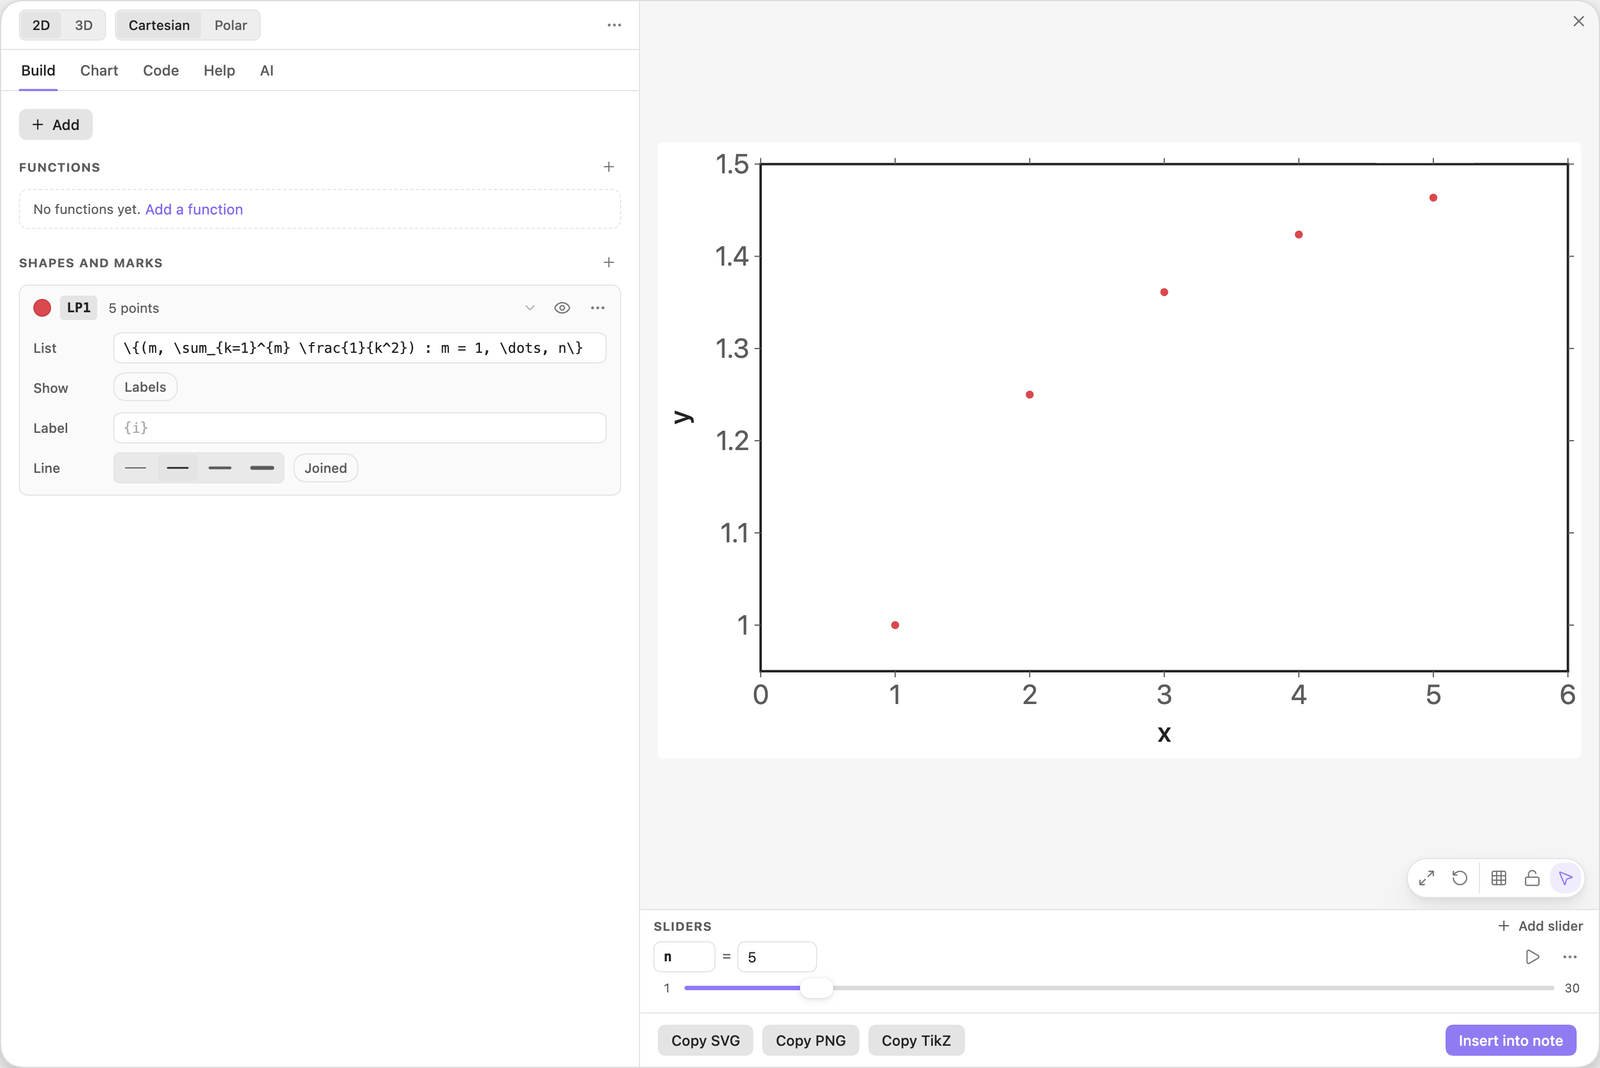 2D 3D Cartesian Polar
Build Chart Code Help AI
+ Add
FUNCTIONS
No functions yet. Add a function
SHAPES AND MARKS
LP1 5 points
List \{(m, \sum_{k=1}^{m} \frac{1}{k^2}) : m = 1, \dots, n\}
Show Labels
Label {i}
Line Joined
1.5
1.4
1.3
1.2
1.1
1
y
0 1 2 3 4 5 6
x
SLIDERS + Add slider
n = 5
1 30
Copy SVG Copy PNG Copy TikZ Insert into note